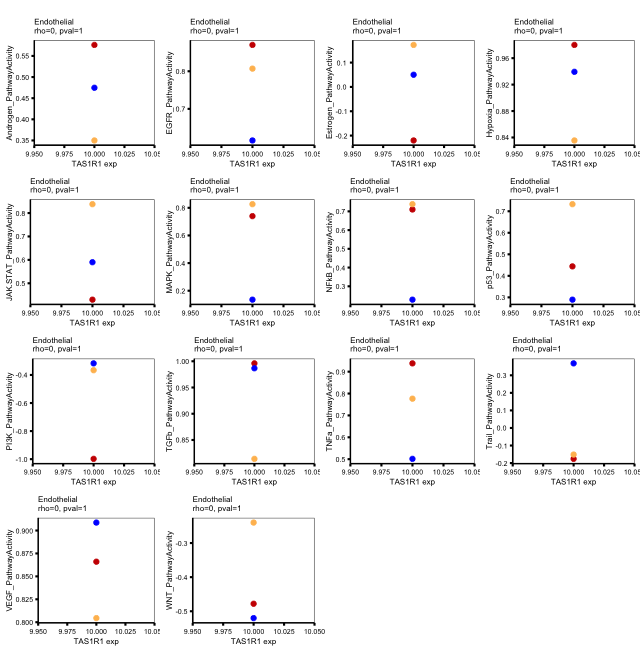 Endothelial
rho=0, pval=1
Androgen_PathwayActivity
0.55
0.50
0.45
0.40
0.35
9.950 9.975 10.000 10.025 10.05
TAS1R1 exp
Endothelial
rho=0, pval=1
EGFR_PathwayActivity
0.8
0.7
9.950 9.975 10.000 10.025 10.05
TAS1R1 exp
Endothelial
rho=0, pval=1
Estrogen_PathwayActivity
0.1
0.0
-0.1
-0.2
9.950 9.975 10.000 10.025 10.05
TAS1R1 exp
Endothelial
rho=0, pval=1
Hypoxia_PathwayActivity
0.96
0.92
0.88
0.84
9.950 9.975 10.000 10.025 10.05
TAS1R1 exp
Endothelial
rho=0, pval=1
JAK.STAT_PathwayActivity
0.8
0.7
0.6
0.5
9.950 9.975 10.000 10.025 10.05
TAS1R1 exp
Endothelial
rho=0, pval=1
MAPK_PathwayActivity
0.8
0.6
0.4
0.2
9.950 9.975 10.000 10.025 10.05
TAS1R1 exp
Endothelial
rho=0, pval=1
NFkB_PathwayActivity
0.7
0.6
0.5
0.4
0.3
9.950 9.975 10.000 10.025 10.05
TAS1R1 exp
Endothelial
rho=0, pval=1
p53_PathwayActivity
0.7
0.6
0.5
0.4
0.3
9.950 9.975 10.000 10.025 10.05
TAS1R1 exp
Endothelial
rho=0, pval=1
PI3K_PathwayActivity
-0.4
-0.6
-0.8
-1.0
9.950 9.975 10.000 10.025 10.05
TAS1R1 exp
Endothelial
rho=0, pval=1
TGFb_PathwayActivity
1.00
0.95
0.90
0.85
9.950 9.975 10.000 10.025 10.05
TAS1R1 exp
Endothelial
rho=0, pval=1
TNFa_PathwayActivity
0.9
0.8
0.7
0.6
0.5
9.950 9.975 10.000 10.025 10.05
TAS1R1 exp
Endothelial
rho=0, pval=1
Trail_PathwayActivity
0.3
0.2
0.1
0.0
-0.1
-0.2
9.950 9.975 10.000 10.025 10.05
TAS1R1 exp
Endothelial
rho=0, pval=1
VEGF_PathwayActivity
0.900
0.875
0.850
0.825
0.800
9.950 9.975 10.000 10.025 10.05
TAS1R1 exp
Endothelial
rho=0, pval=1
WNT_PathwayActivity
-0.3
-0.4
-0.5
9.950 9.975 10.000 10.025 10.050
TAS1R1 exp